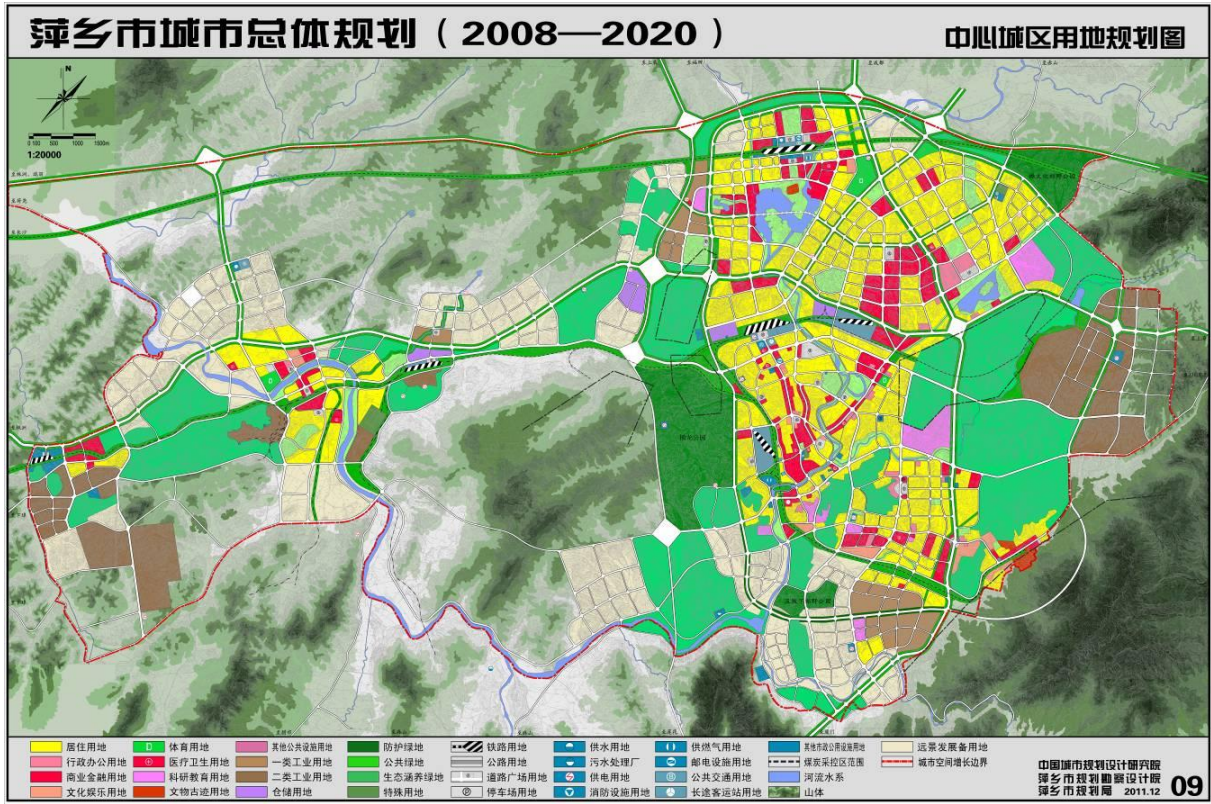 萍乡市城市总体规划（2008—2020）
中心城区用地规划图
N
0 100 500 1000 1500m
1:20000
居住用地
体育用地
其他公共设施用地
防护绿地
铁路用地
供水用地
供燃气用地
其他市政公用设施用地
远景发展备用地
行政办公用地
医疗卫生用地
一类工业用地
公共绿地
公路用地
污水处理厂
邮电设施用地
煤炭采控区范围
城市空间增长边界
商业金融用地
科研教育用地
二类工业用地
生态涵养绿地
道路广场用地
供电用地
公共交通用地
河流水系
文化娱乐用地
文物古迹用地
仓储用地
特殊用地
停车场用地
消防设施用地
长途客运站用地
山体
中国城市规划设计研究院
萍乡市规划勘察设计院
萍乡市规划局 2011.12
09